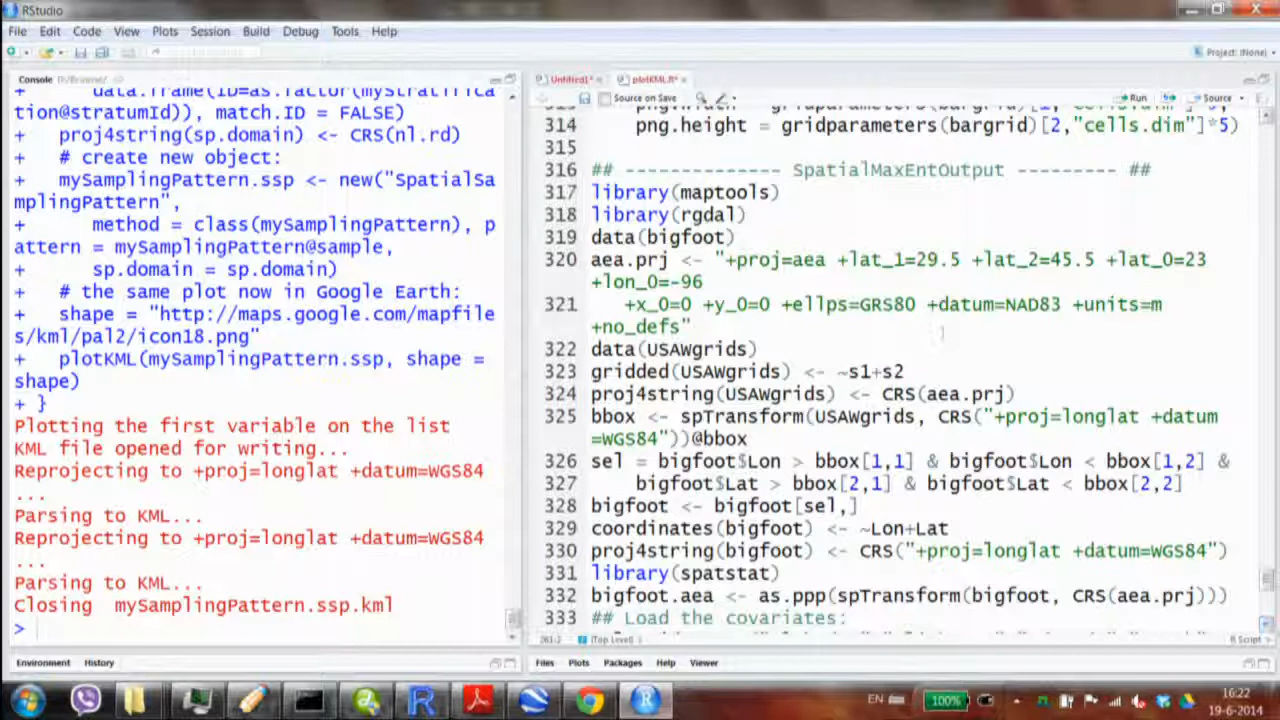 RStudio
File Edit Code View Plots Session Build Debug Tools Help
Project: (None)
Console
+       data.frame(ID=as.factor(myStratifica
tion@stratumId)), match.ID = FALSE)
+    proj4string(sp.domain) <- CRS(nl.rd)
+    # create new object:
+    mySamplingPattern.ssp <- new("SpatialSa
mplingPattern",
+       method = class(mySamplingPattern), p
attern = mySamplingPattern@sample,
+       sp.domain = sp.domain)
+    # the same plot now in Google Earth:
+    shape = "http://maps.google.com/mapfile
s/kml/pal2/icon18.png"
+    plotKML(mySamplingPattern.ssp, shape =
shape)
+ }
Plotting the first variable on the list
KML file opened for writing...
Reprojecting to +proj=longlat +datum=WGS84
...
Parsing to KML...
Reprojecting to +proj=longlat +datum=WGS84
...
Parsing to KML...
Closing  mySamplingPattern.ssp.kml
>
Environment History
Untitled1* plotKML.R*
Source on Save Run Source
314     png.height = gridparameters(bargrid)[2,"cells.dim"]*5)
315
316 ## -------------- SpatialMaxEntOutput --------- ##
317 library(maptools)
318 library(rgdal)
319 data(bigfoot)
320 aea.prj <- "+proj=aea +lat_1=29.5 +lat_2=45.5 +lat_0=23
+lon_0=-96
321    +x_0=0 +y_0=0 +ellps=GRS80 +datum=NAD83 +units=m
+no_defs"
322 data(USAWgrids)
323 gridded(USAWgrids) <- ~s1+s2
324 proj4string(USAWgrids) <- CRS(aea.prj)
325 bbox <- spTransform(USAWgrids, CRS("+proj=longlat +datum
=WGS84"))@bbox
326 sel = bigfoot$Lon > bbox[1,1] & bigfoot$Lon < bbox[1,2] &
327     bigfoot$Lat > bbox[2,1] & bigfoot$Lat < bbox[2,2]
328 bigfoot <- bigfoot[sel,]
329 coordinates(bigfoot) <- ~Lon+Lat
330 proj4string(bigfoot) <- CRS("+proj=longlat +datum=WGS84")
331 library(spatstat)
332 bigfoot.aea <- as.ppp(spTransform(bigfoot, CRS(aea.prj)))
333 ## Load the covariates:
261:2 (Top Level) R Script
Files Plots Packages Help Viewer
EN 100% 16:22
19-6-2014